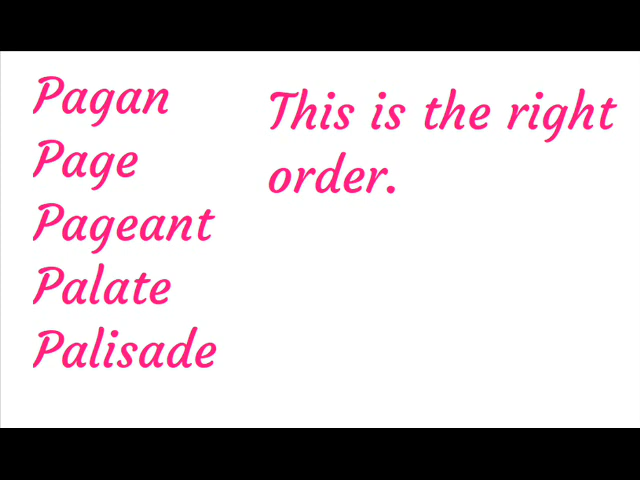 Pagan
Page
Pageant
Palate
Palisade
This is the right
order.